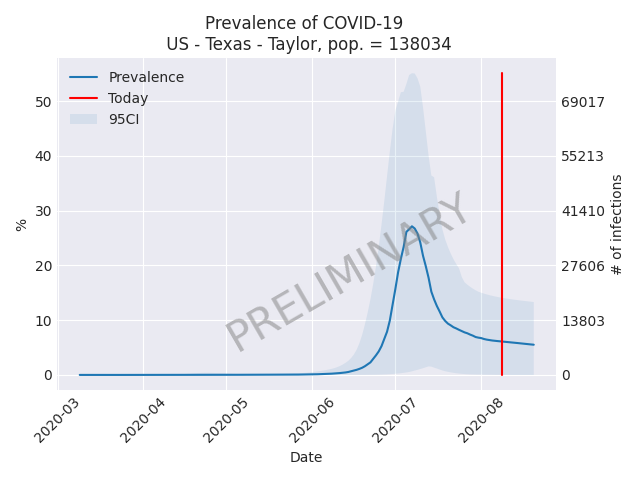 Prevalence of COVID-19
US - Texas - Taylor, pop. = 138034
Prevalence
Today
95CI
50
40
30
20
10
0
%
69017
55213
41410
27606
13803
0
# of infections
PRELIMINARY
2020-03
2020-04
2020-05
2020-06
2020-07
2020-08
Date